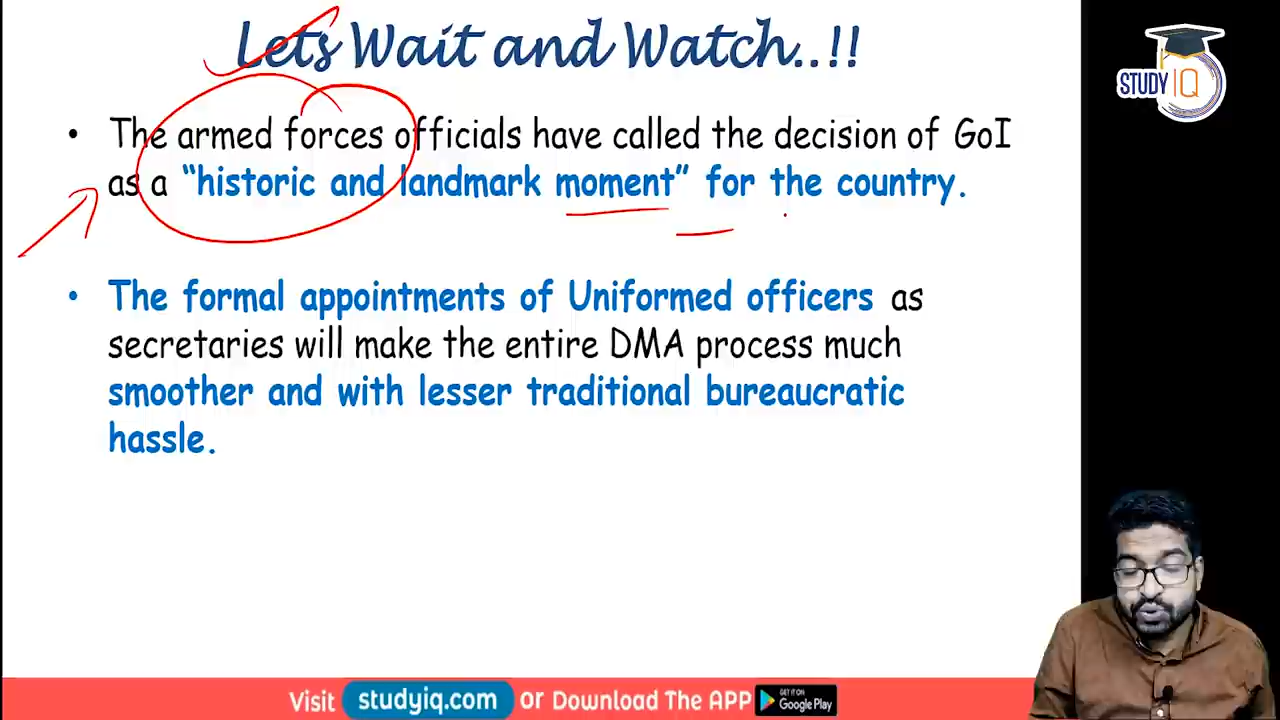 Lets Wait and Watch..!!
STUDY IQ
• The armed forces officials have called the decision of GoI
as a “historic and landmark moment” for the country.
• The formal appointments of Uniformed officers as
secretaries will make the entire DMA process much
smoother and with lesser traditional bureaucratic
hassle.
Visit studyiq.com or Download The APP GET IT ON Google Play